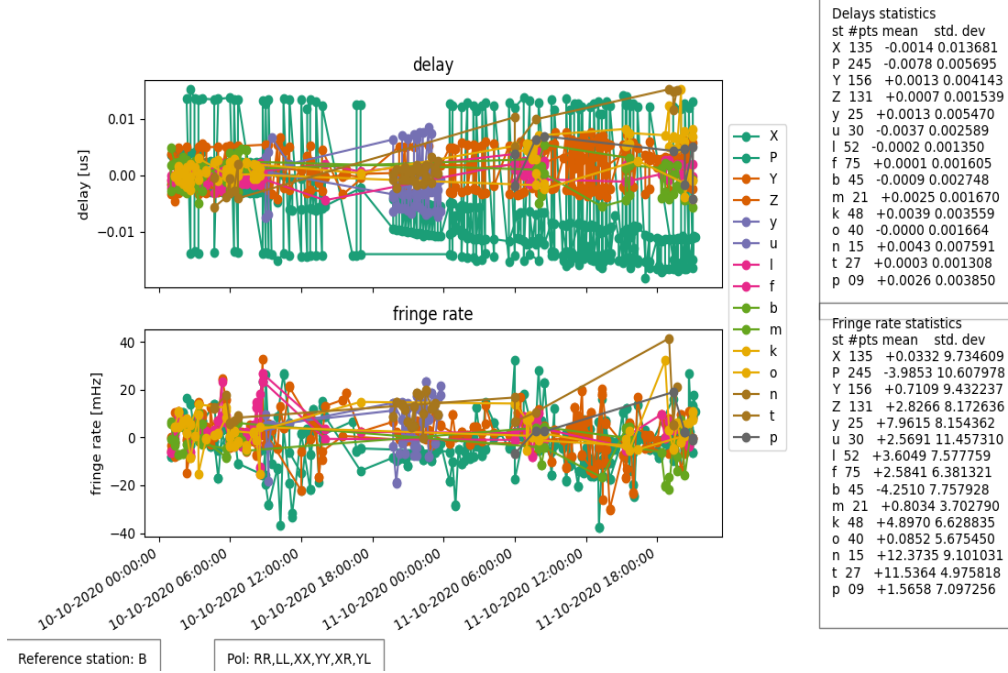 delay
0.01
0.00
−0.01
delay [us]
fringe rate
40
20
0
−20
−40
fringe rate [mHz]
10-10-2020 00:00:00
10-10-2020 06:00:00
10-10-2020 12:00:00
10-10-2020 18:00:00
11-10-2020 00:00:00
11-10-2020 06:00:00
11-10-2020 12:00:00
11-10-2020 18:00:00
X
P
Y
Z
y
u
l
f
b
m
k
o
n
t
p
Delays statistics
st #pts mean std. dev
X 135 -0.0014 0.013681
P 245 -0.0078 0.005695
Y 156 +0.0013 0.004143
Z 131 +0.0007 0.001539
y 25 +0.0013 0.005470
u 30 -0.0037 0.002589
l 52 -0.0002 0.001350
f 75 +0.0001 0.001605
b 45 -0.0009 0.002748
m 21 +0.0025 0.001670
k 48 +0.0039 0.003559
o 40 -0.0000 0.001664
n 15 +0.0043 0.007591
t 27 +0.0003 0.001308
p 09 +0.0026 0.003850
Fringe rate statistics
st #pts mean std. dev
X 135 +0.0332 9.734609
P 245 -3.9853 10.607978
Y 156 +0.7109 9.432237
Z 131 +2.8266 8.172636
y 25 +7.9615 8.154362
u 30 +2.5691 11.457310
l 52 +3.6049 7.577759
f 75 +2.5841 6.381321
b 45 -4.2510 7.757928
m 21 +0.8034 3.702790
k 48 +4.8970 6.628835
o 40 +0.0852 5.675450
n 15 +12.3735 9.101031
t 27 +11.5364 4.975818
p 09 +1.5658 7.097256
Reference station: B
Pol: RR,LL,XX,YY,XR,YL